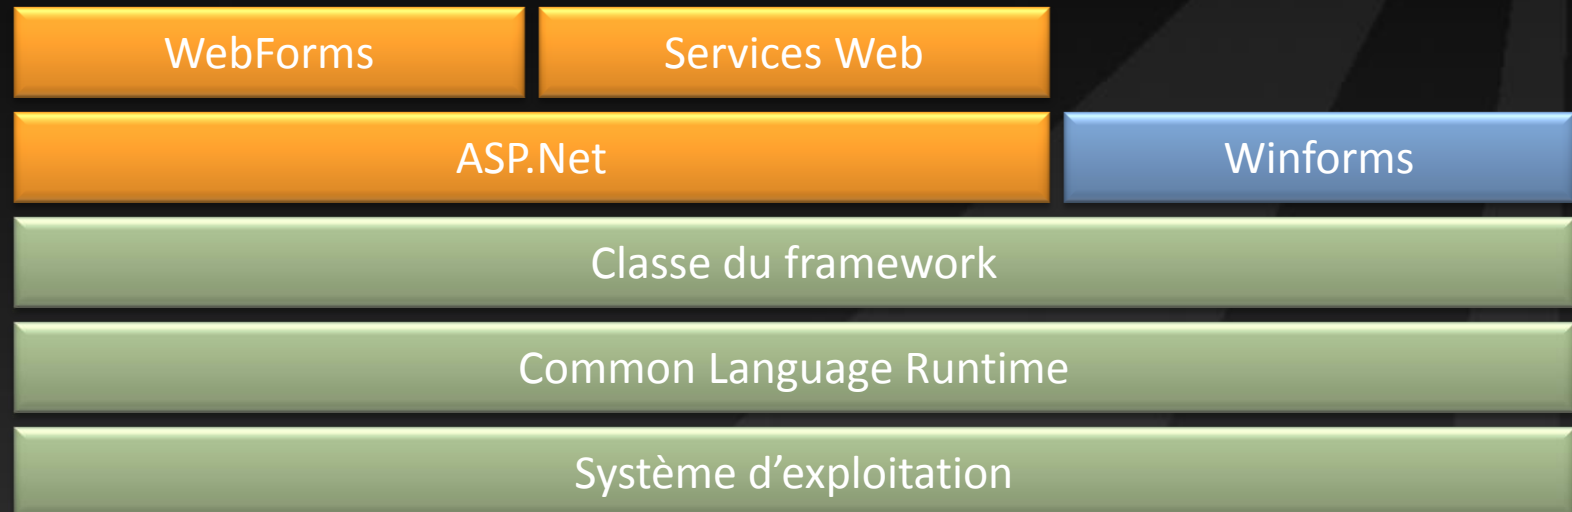 WebForms
Services Web
ASP.Net
Winforms
Classe du framework
Common Language Runtime
Système d’exploitation